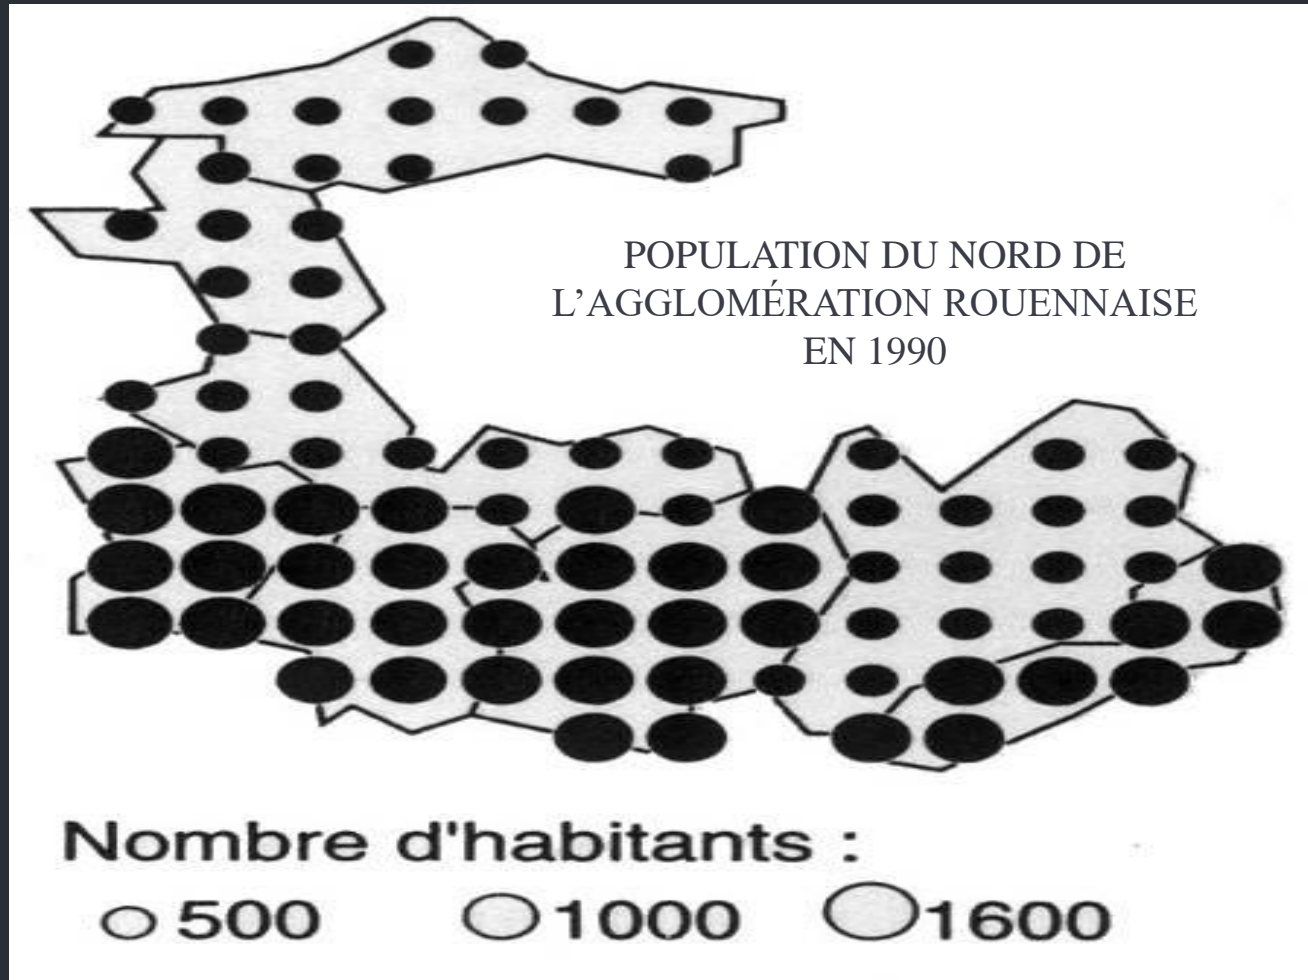 POPULATION DU NORD DE
L’AGGLOMÉRATION ROUENNAISE
EN 1990
Nombre d'habitants :
500 1000 1600